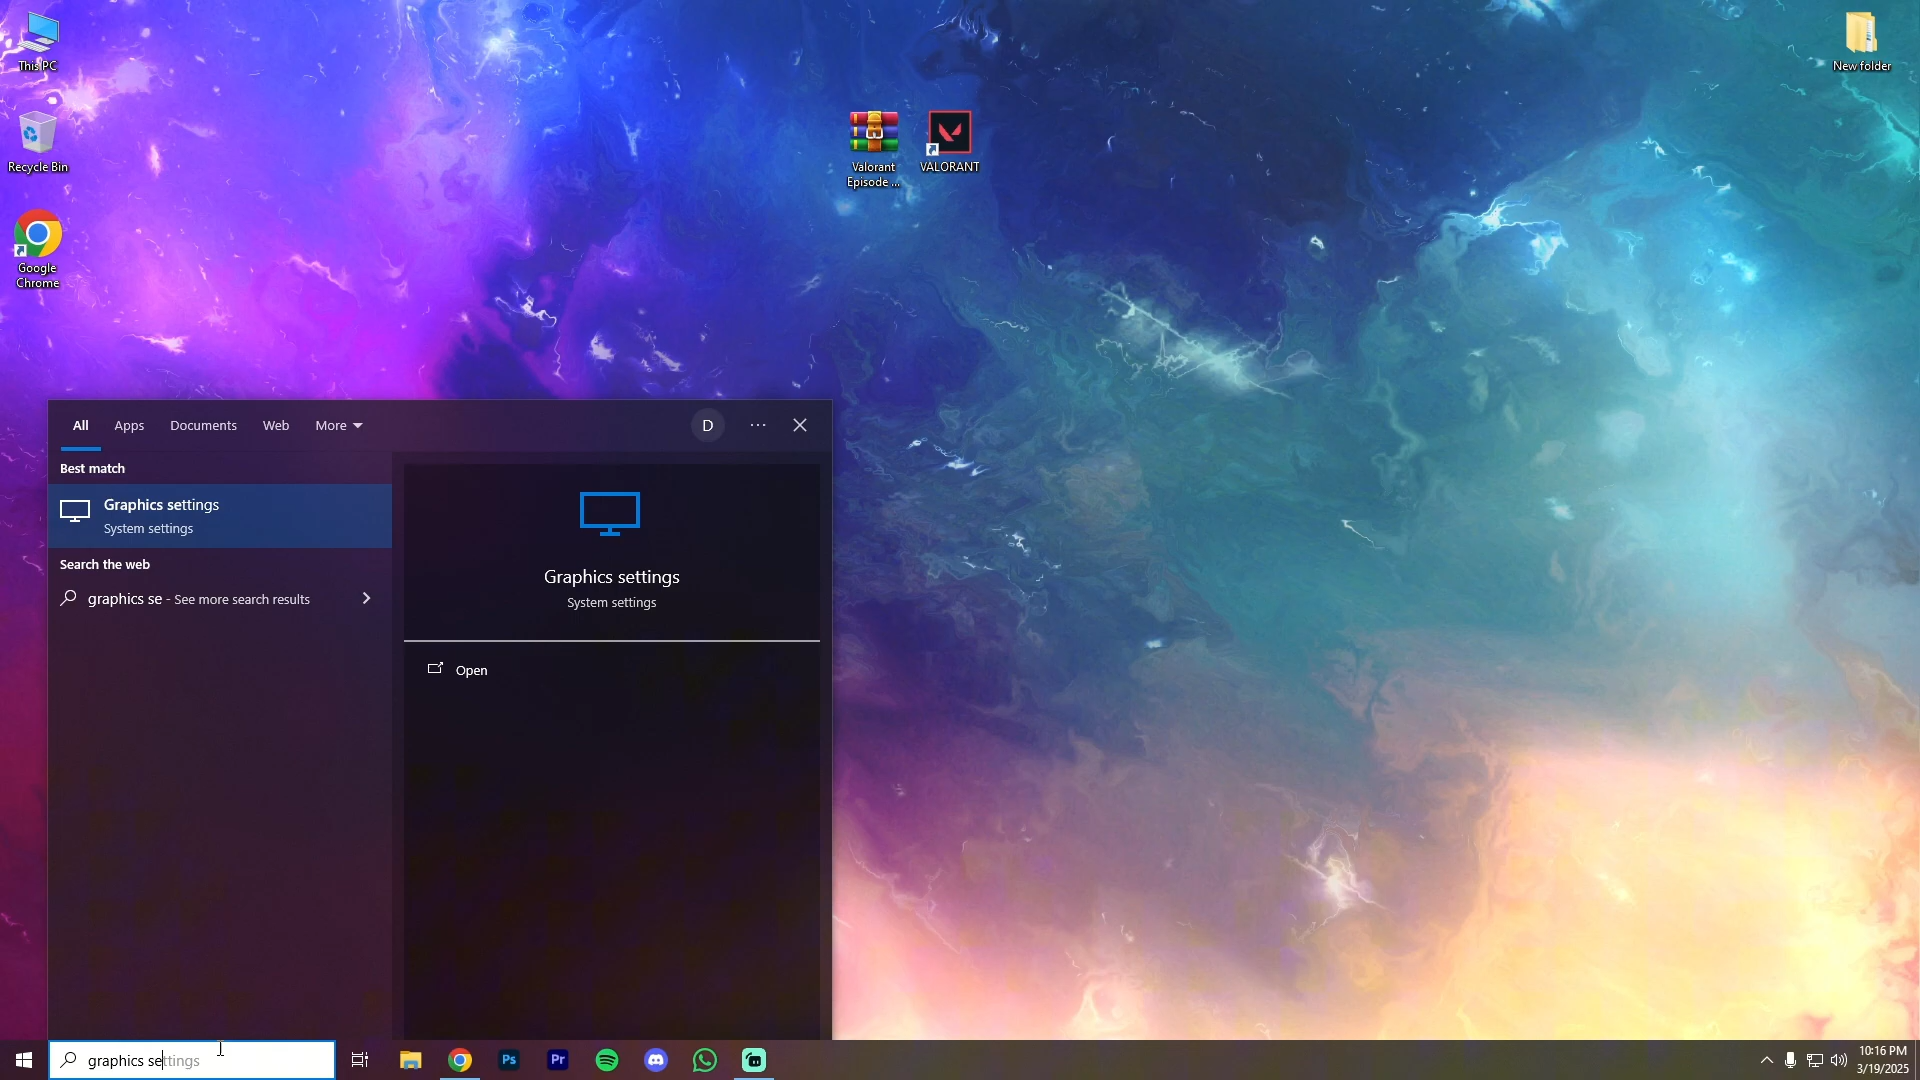 This PC
Recycle Bin
Google
Chrome
Valorant
Episode ...
VALORANT
New folder
All
Apps
Documents
Web
More
D
Best match
Graphics settings
System settings
Search the web
graphics se - See more search results
Graphics settings
System settings
Open
graphics settings
Ps
Pr
10:16 PM
3/19/2025